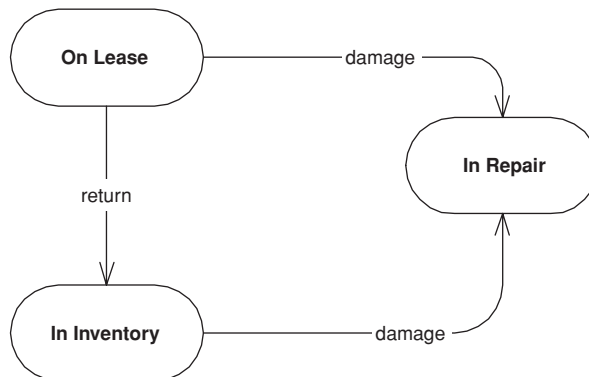 On Lease
damage
In Repair
return
In Inventory
damage